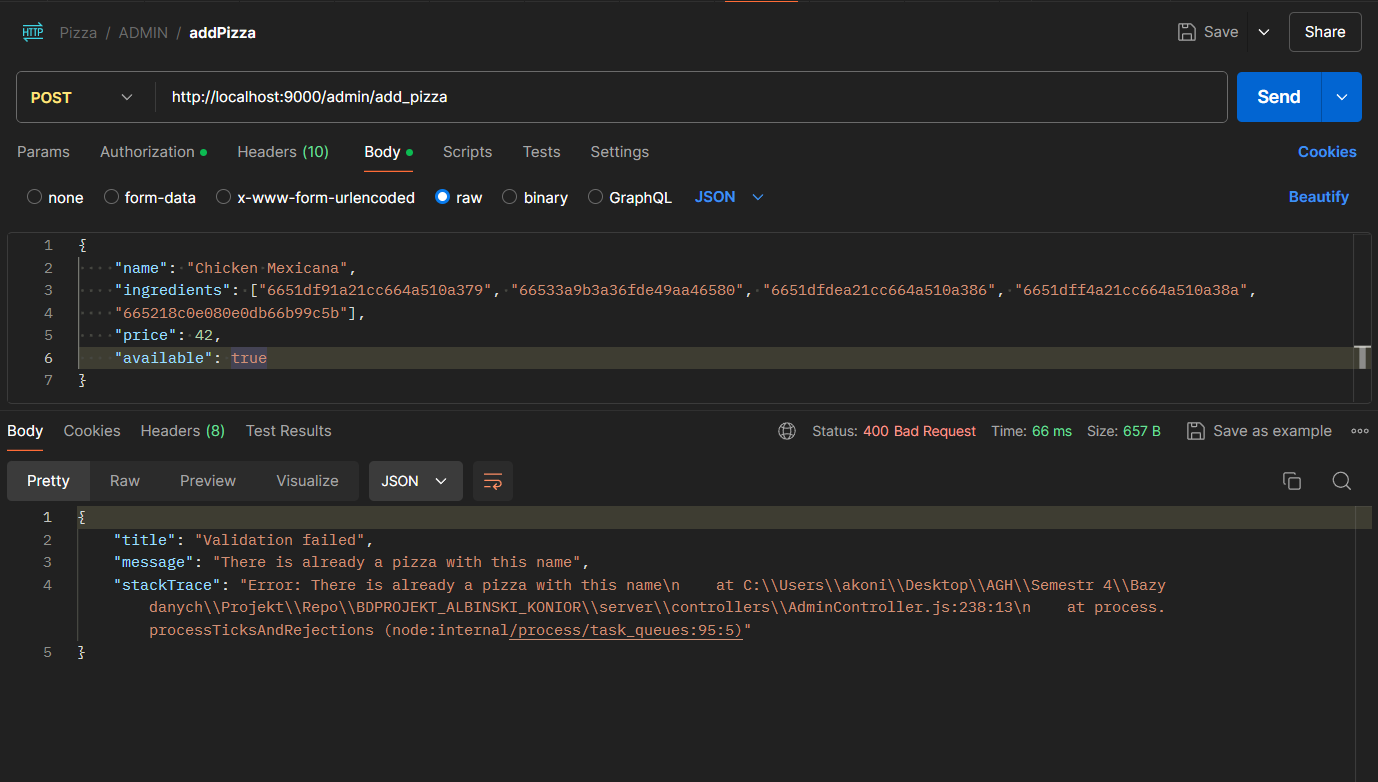 HTTP Pizza / ADMIN / addPizza Save Share
POST http://localhost:9000/admin/add_pizza Send
Params Authorization Headers (10) Body Scripts Tests Settings Cookies
none form-data x-www-form-urlencoded raw binary GraphQL JSON Beautify
1 {
2 ····"name":·"Chicken·Mexicana",
3 ····"ingredients":·["6651df91a21cc664a510a379",·"66533a9b3a36fde49aa46580",·"6651dfdea21cc664a510a386",·"6651dff4a21cc664a510a38a",
4 ····"665218c0e080e0db66b99c5b"],
5 ····"price":·42,
6 ····"available":·true
7 }
Body Cookies Headers (8) Test Results Status: 400 Bad Request Time: 66 ms Size: 657 B Save as example
Pretty Raw Preview Visualize JSON
1 {
2 "title": "Validation failed",
3 "message": "There is already a pizza with this name",
4 "stackTrace": "Error: There is already a pizza with this name\n    at C:\\Users\\akoni\\Desktop\\AGH\\Semestr 4\\Bazy
danych\\Projekt\\Repo\\BDPROJEKT_ALBINSKI_KONIOR\\server\\controllers\\AdminController.js:238:13\n    at process.
processTicksAndRejections (node:internal/process/task_queues:95:5)"
5 }